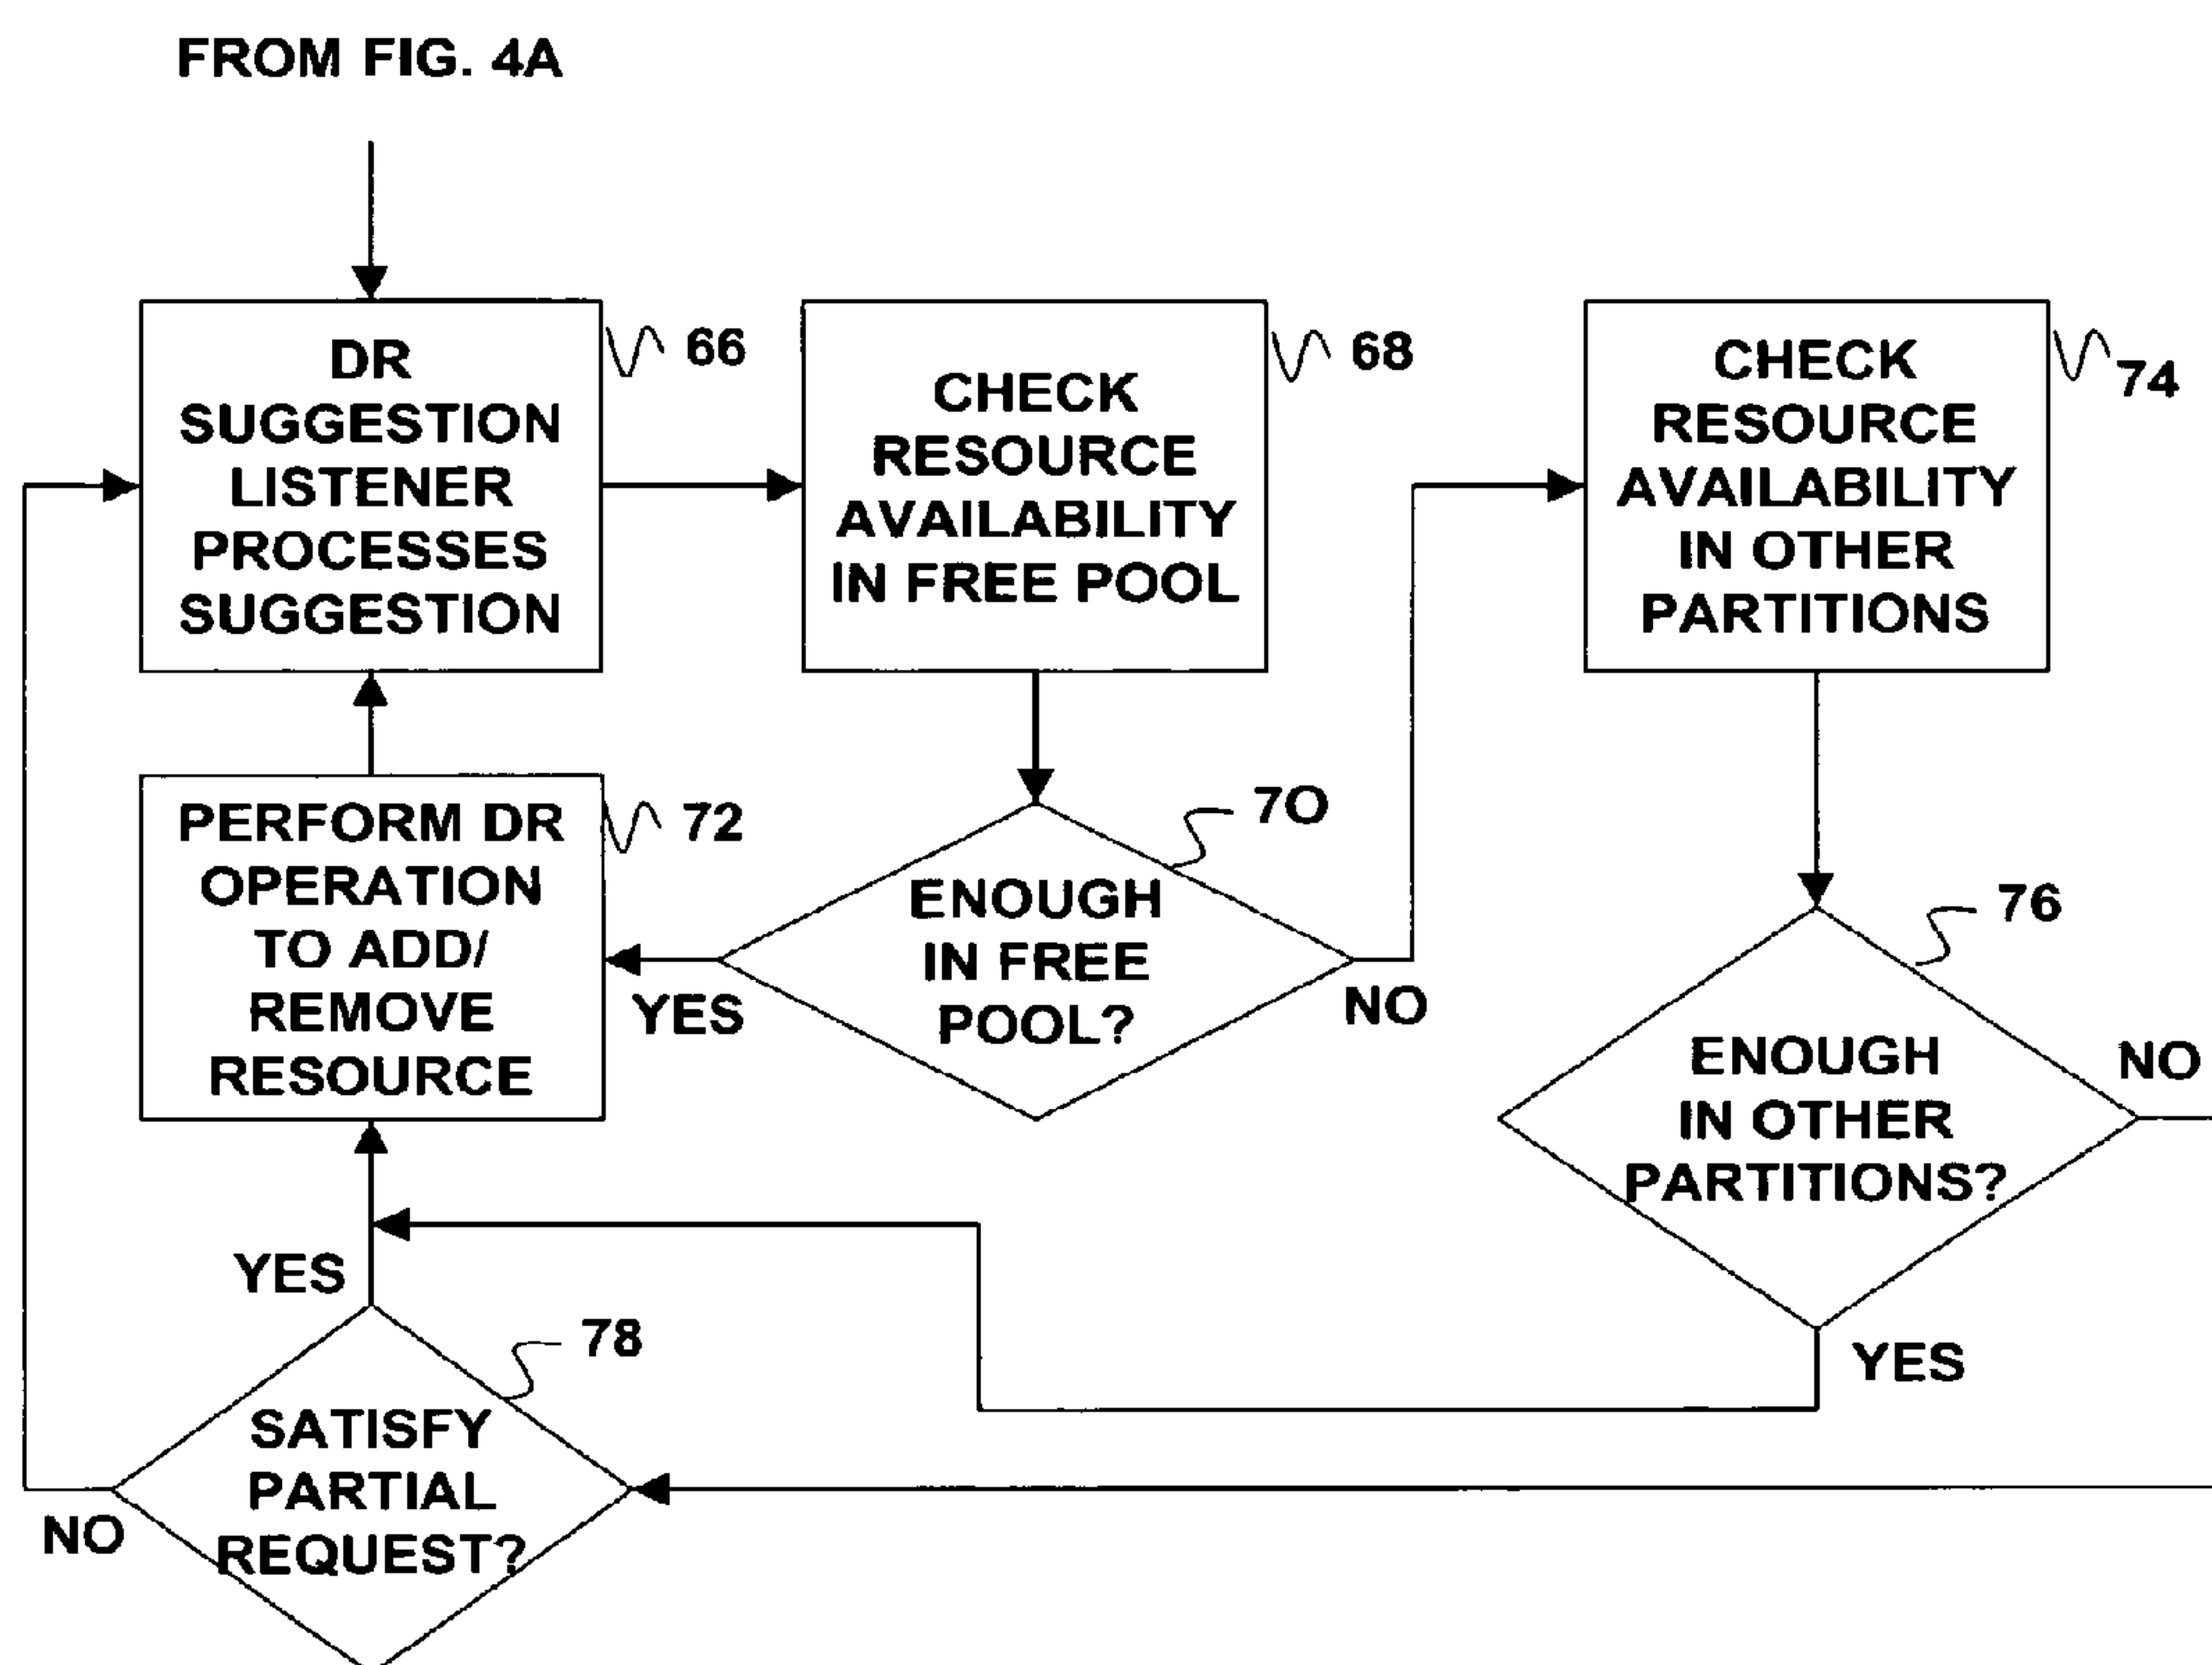 FROM FIG. 4A
DR
SUGGESTION
LISTENER
PROCESSES
SUGGESTION
66
CHECK
RESOURCE
AVAILABILITY
IN FREE POOL
68
CHECK
RESOURCE
AVAILABILITY
IN OTHER
PARTITIONS
74
PERFORM DR
OPERATION
TO ADD/
REMOVE
RESOURCE
72
YES
ENOUGH
IN FREE
POOL?
70
NO
ENOUGH
IN OTHER
PARTITIONS?
76
NO
YES
YES
SATISFY
PARTIAL
REQUEST?
78
NO